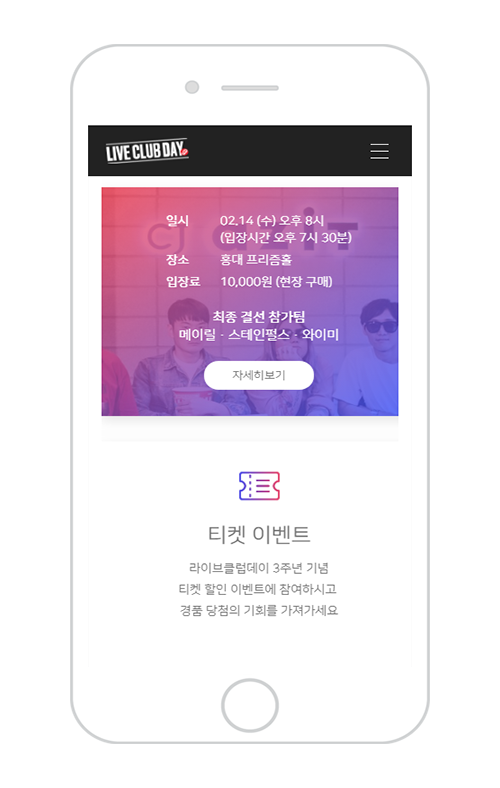 LIVE CLUB DAY
CJ azit
일시 02.14 (수) 오후 8시
(입장시간 오후 7시 30분)
장소 홍대 프리즘홀
입장료 10,000원 (현장 구매)
최종 결선 참가팀
메이릴 - 스테인펄스 - 와이미
자세히보기
티켓 이벤트
라이브클럽데이 3주년 기념
티켓 할인 이벤트에 참여하시고
경품 당첨의 기회를 가져가세요